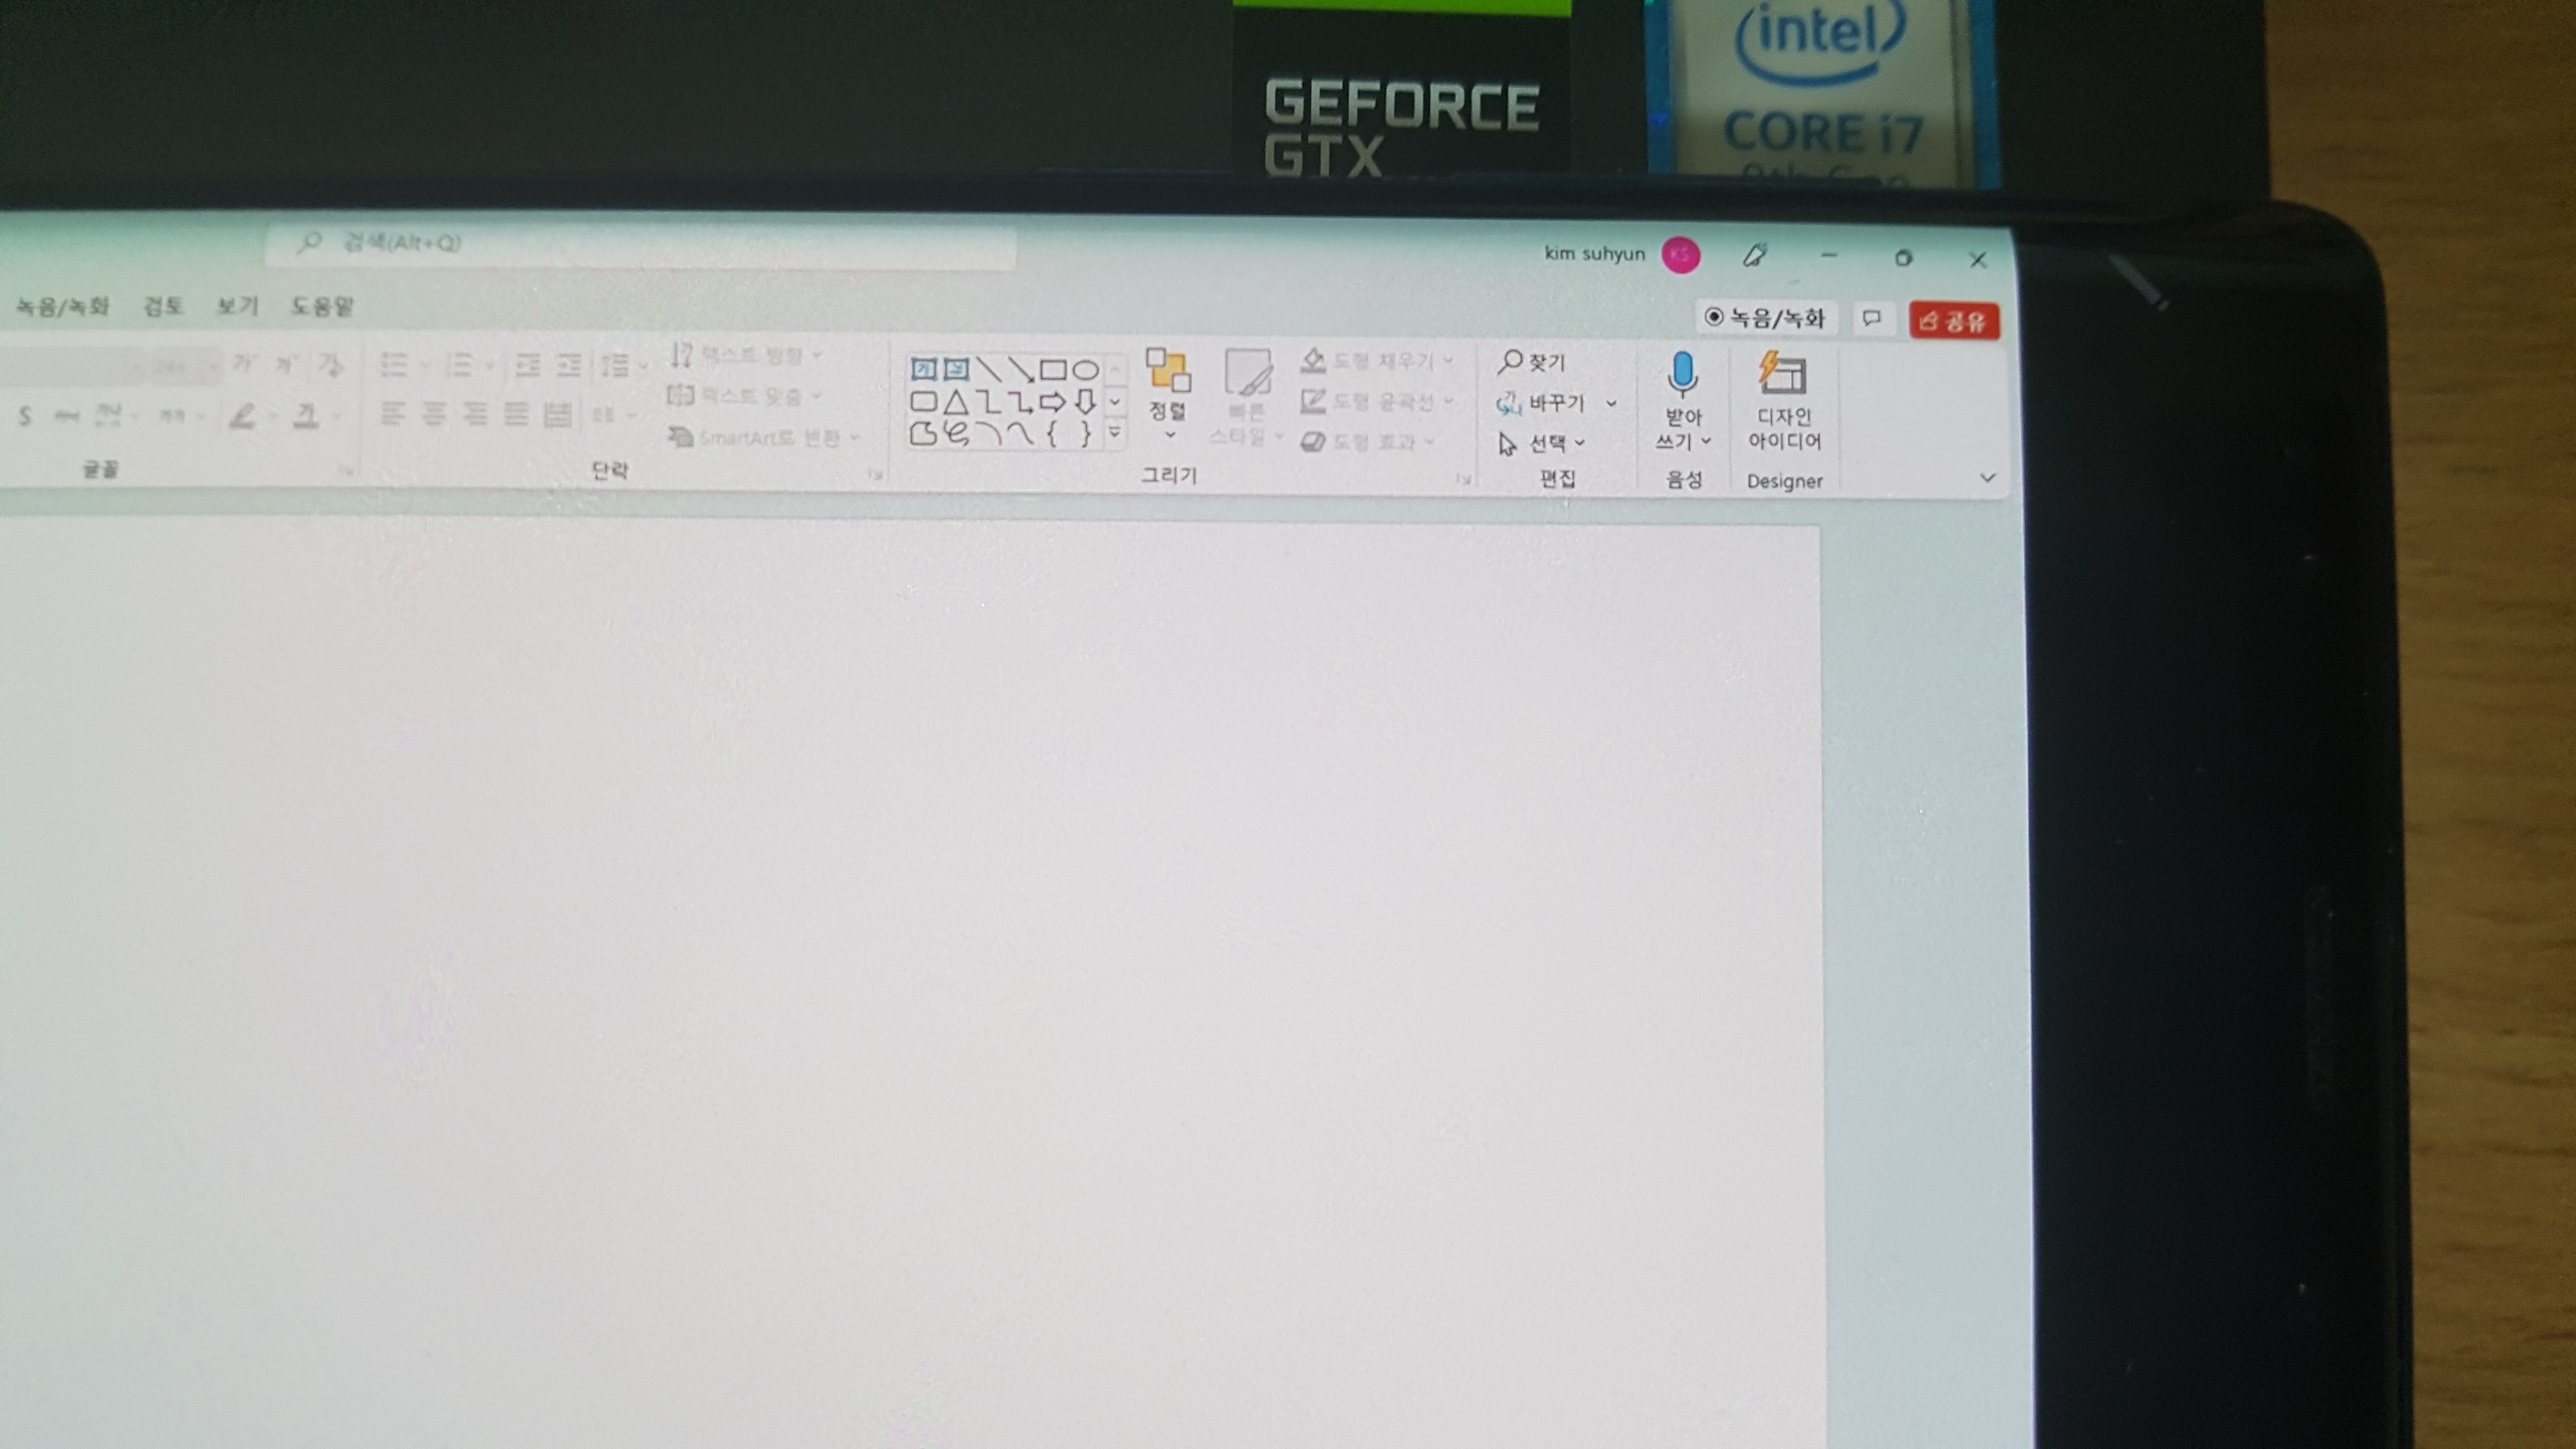 GEFORCE
GTX
intel
CORE i7
8th Gen
검색(Alt+Q)
kim suhyun
KS
녹음/녹화 검토 보기 도움말
녹음/녹화
공유
텍스트 방향
텍스트 맞춤
SmartArt로 변환
정렬
빠른
스타일
도형 채우기
도형 윤곽선
도형 효과
찾기
바꾸기
선택
받아
쓰기
디자인
아이디어
글꼴 단락 그리기 편집 음성 Designer